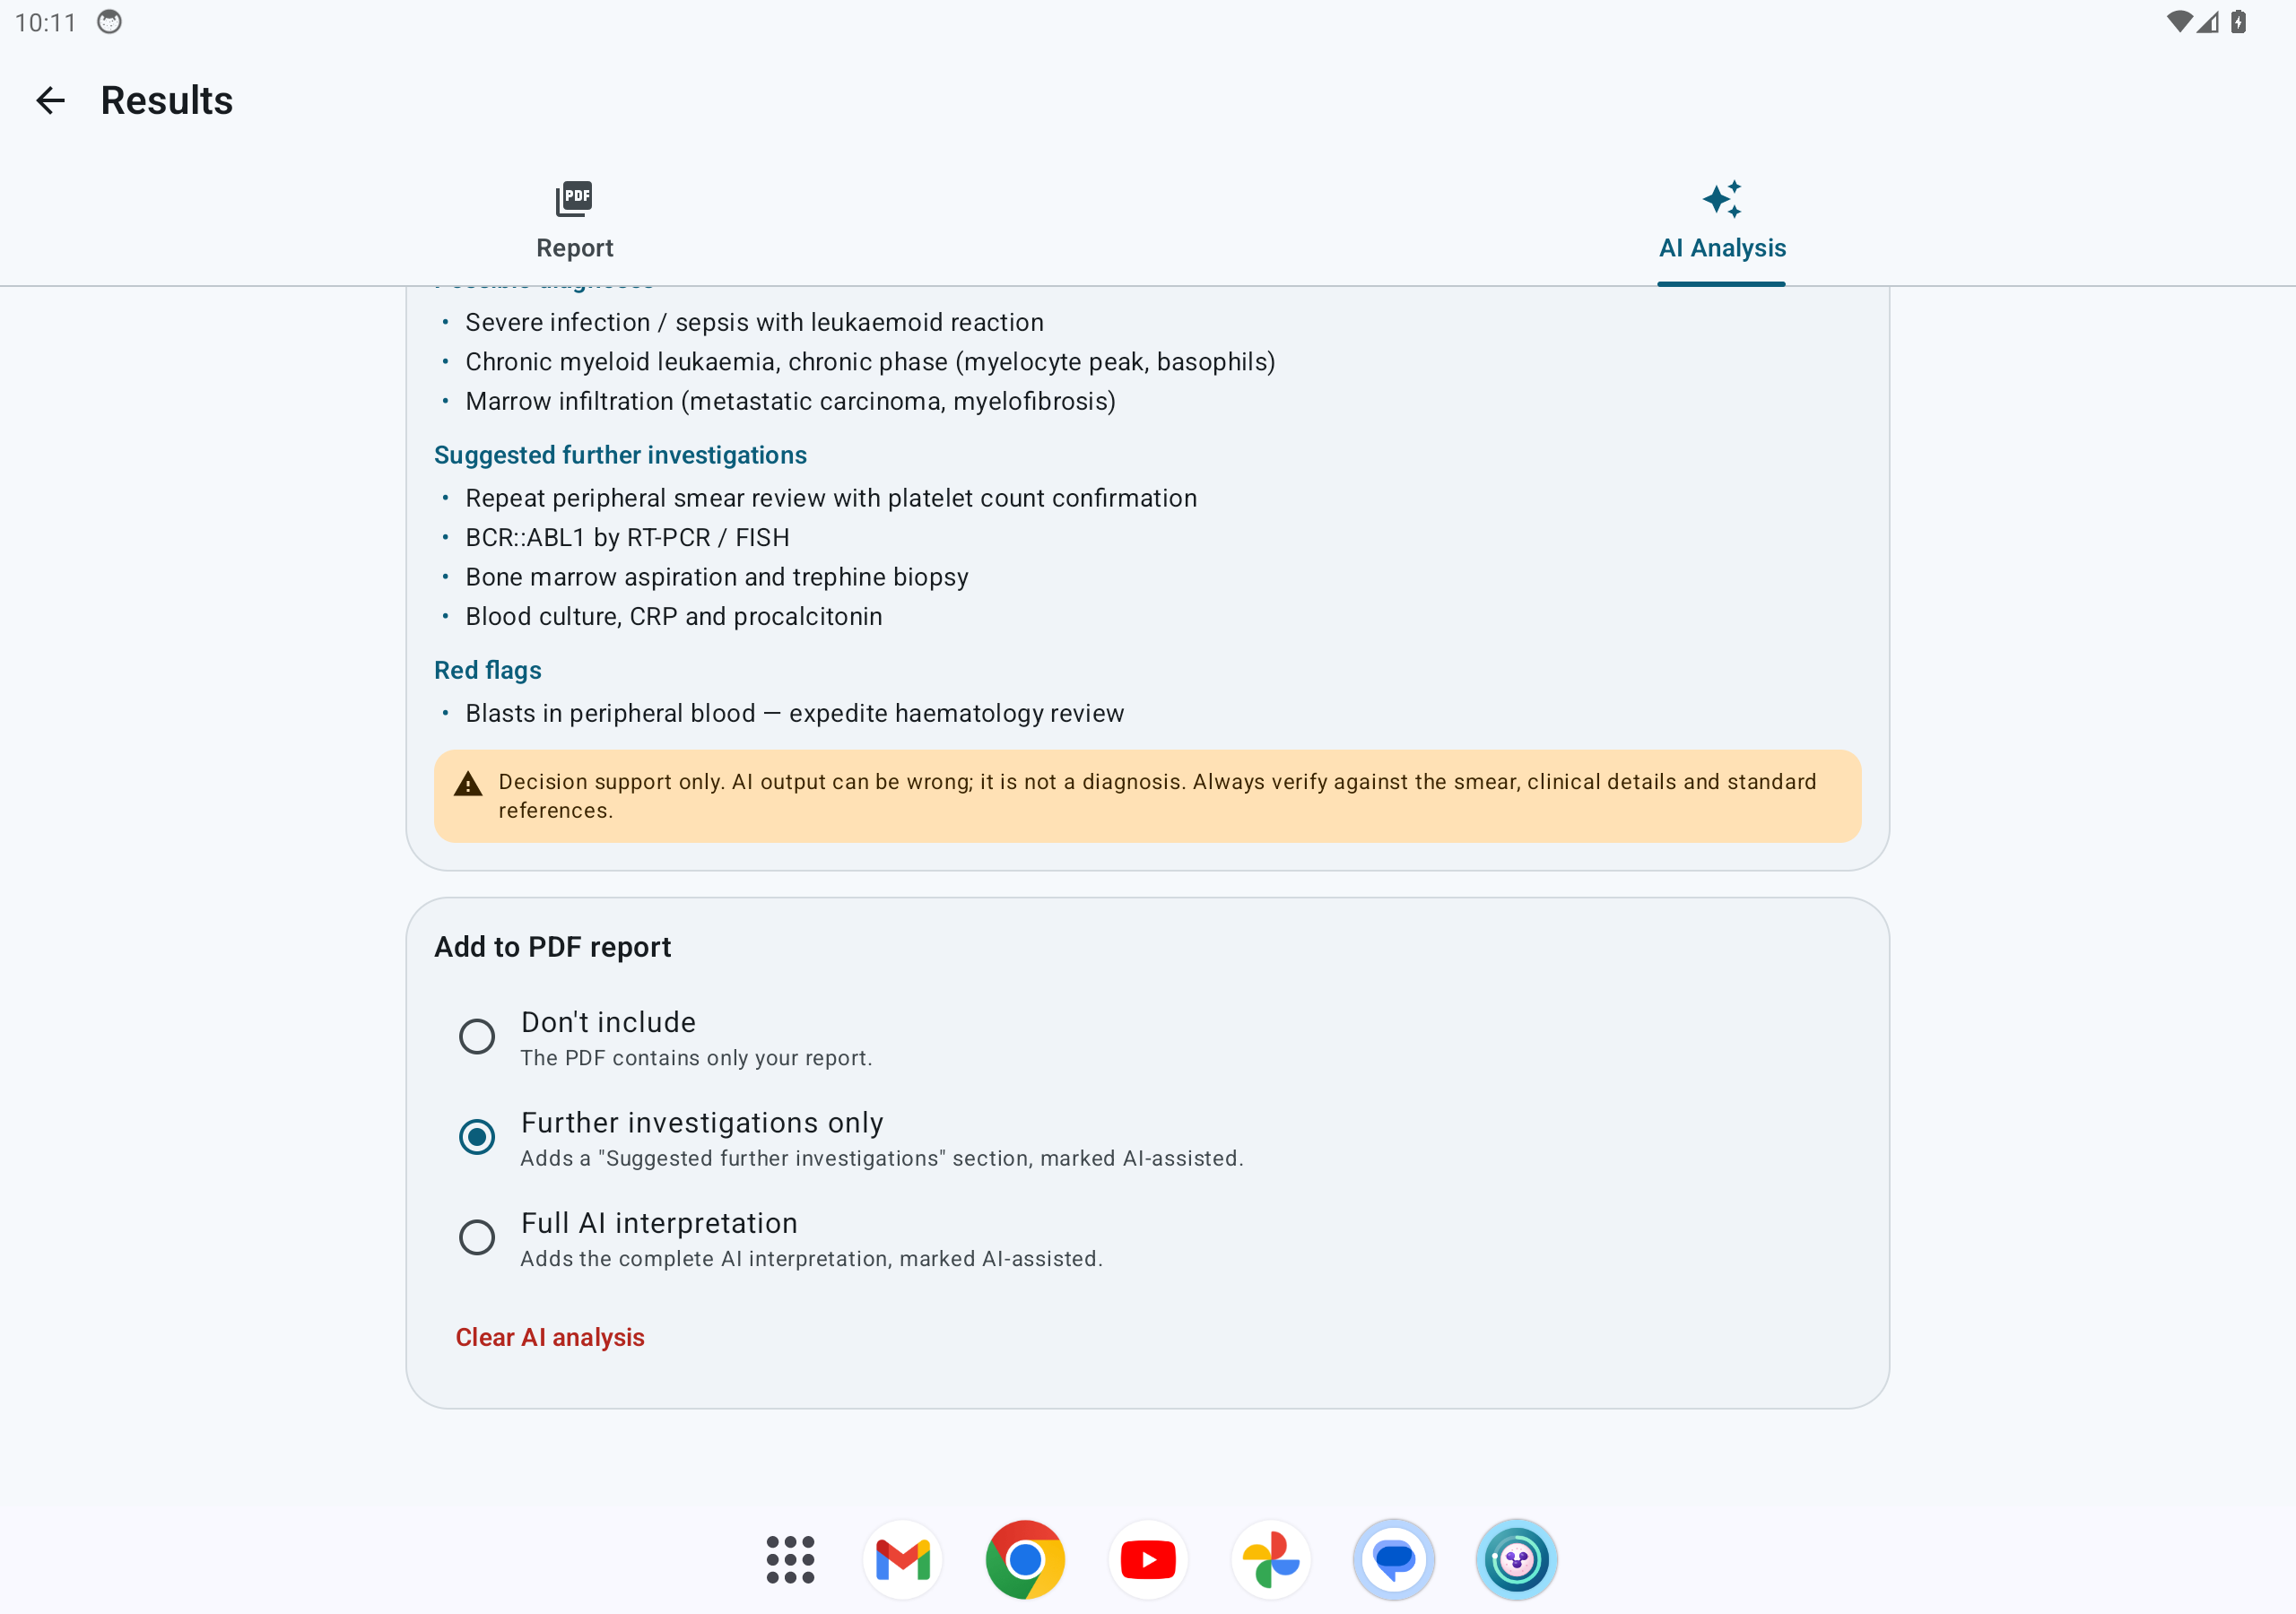 10:11
Results
PDF
Report
AI Analysis
Possible diagnoses
• Severe infection / sepsis with leukaemoid reaction
• Chronic myeloid leukaemia, chronic phase (myelocyte peak, basophils)
• Marrow infiltration (metastatic carcinoma, myelofibrosis)
Suggested further investigations
• Repeat peripheral smear review with platelet count confirmation
• BCR::ABL1 by RT-PCR / FISH
• Bone marrow aspiration and trephine biopsy
• Blood culture, CRP and procalcitonin
Red flags
• Blasts in peripheral blood — expedite haematology review
Decision support only. AI output can be wrong; it is not a diagnosis. Always verify against the smear, clinical details and standard
references.
Add to PDF report
Don't include
The PDF contains only your report.
Further investigations only
Adds a "Suggested further investigations" section, marked AI-assisted.
Full AI interpretation
Adds the complete AI interpretation, marked AI-assisted.
Clear AI analysis